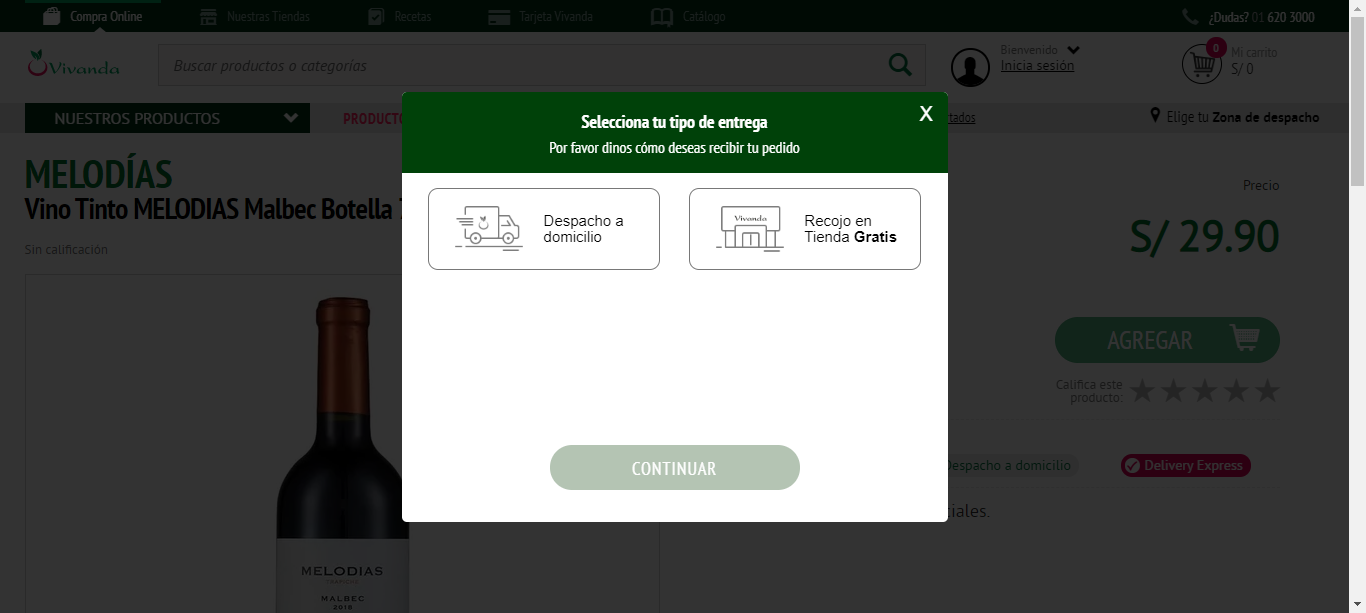 Compra Online
Nuestras Tiendas
Recetas
Tarjeta Vivanda
Catálogo
¿Dudas? 01 620 3000
Vivanda
Buscar productos o categorías
Bienvenido
Inicia sesión
0
Mi carrito
S/ 0
NUESTROS PRODUCTOS
PRODUCTO
tados
Elige tu Zona de despacho
Selecciona tu tipo de entrega
X
Por favor dinos cómo deseas recibir tu pedido
MELODÍAS
Vino Tinto MELODIAS Malbec Botella
Sin calificación
Precio
S/ 29.90
Vivanda
Despacho a
domicilio
Recojo en
Tienda Gratis
AGREGAR
Califica este
producto:
CONTINUAR
Despacho a domicilio
Delivery Express
iales.
MELODIAS
TRAPICHE
MALBEC
2018